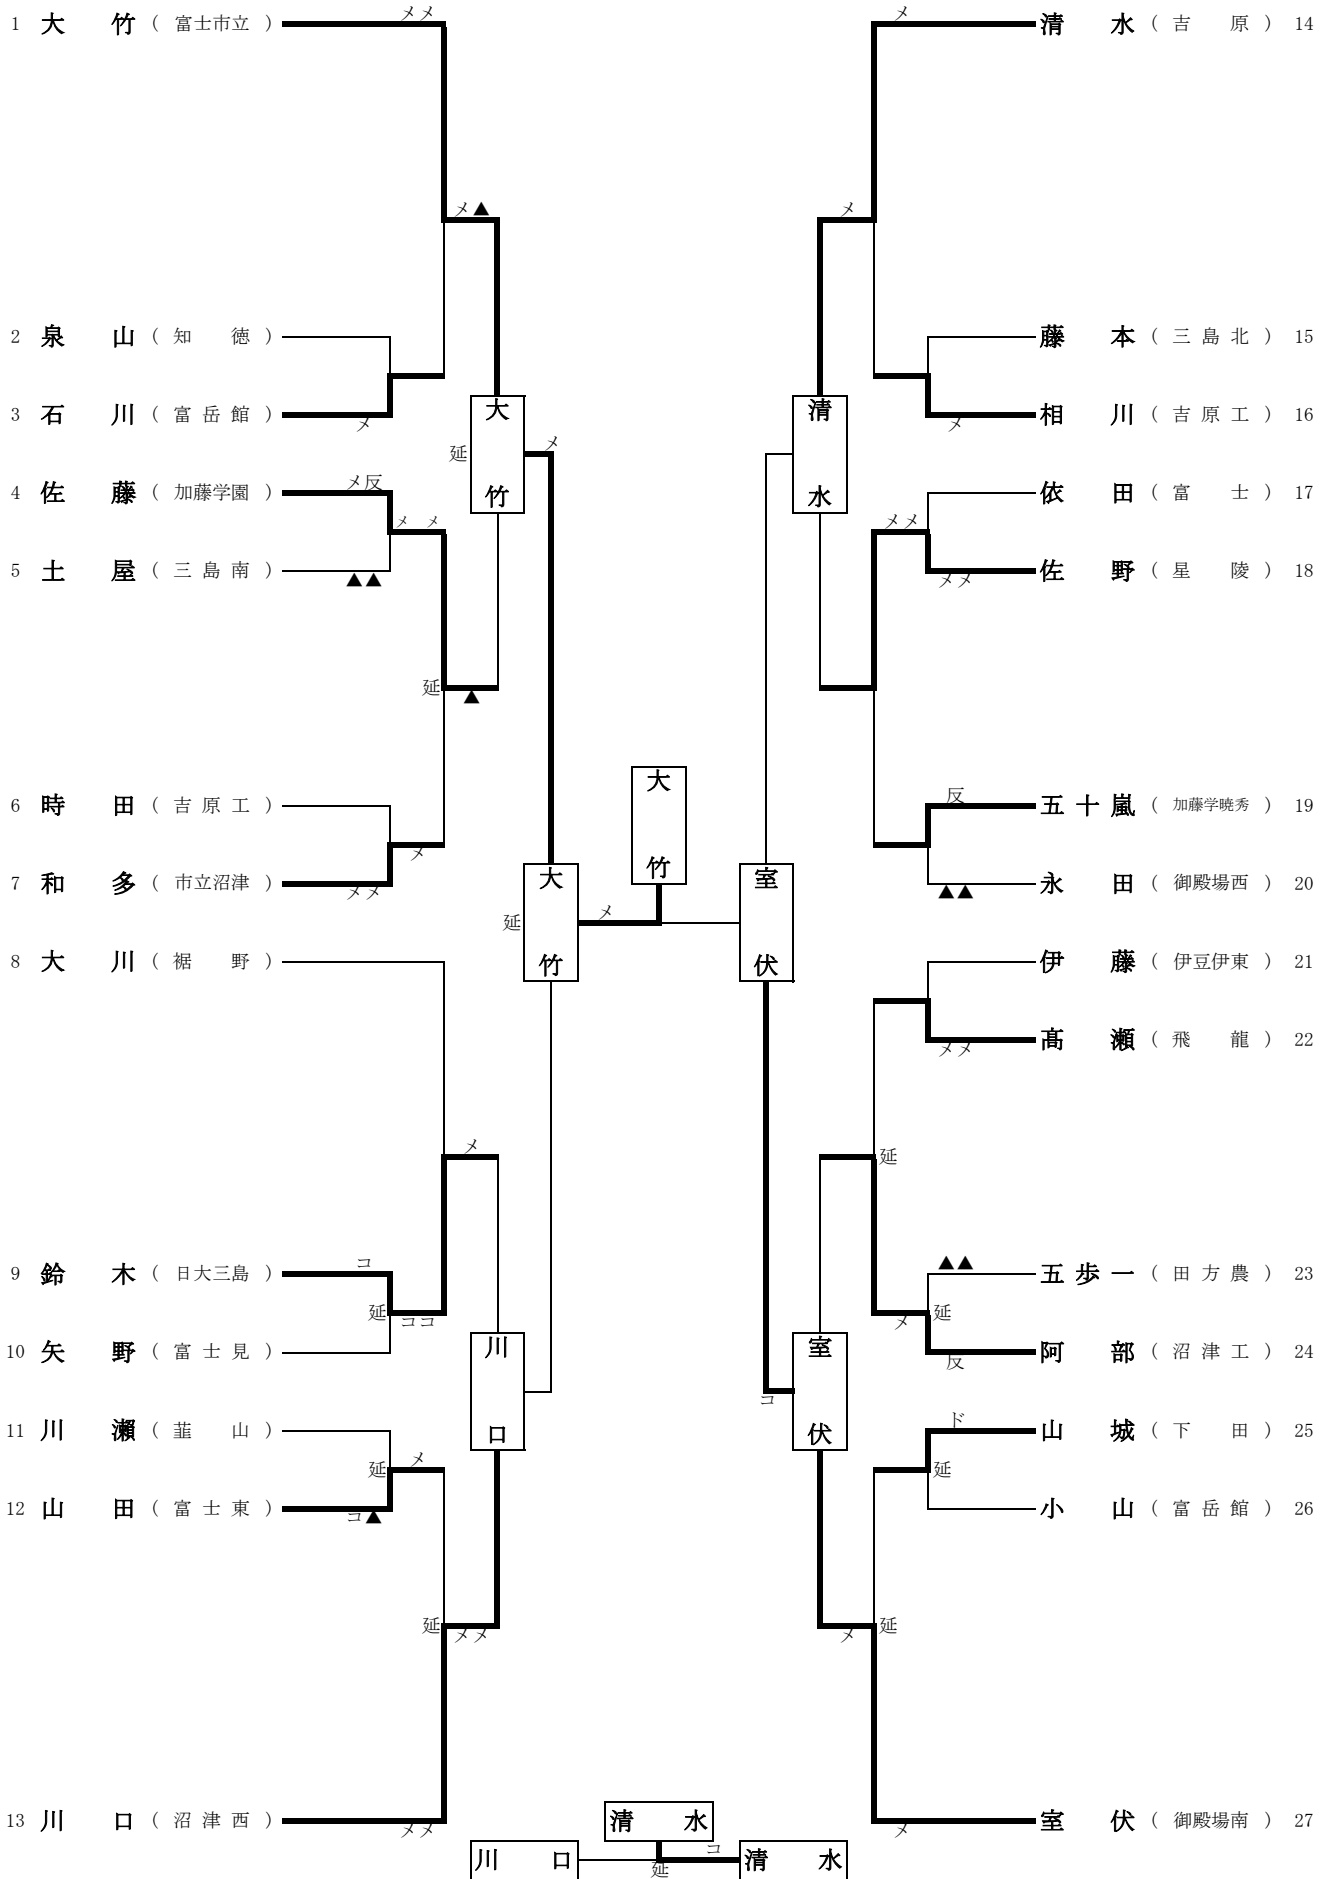 1 大竹 ( 富士市立 )
メメ
メ▲
2 泉山 ( 知徳 )
3 石川 ( 富岳館 )
メ
4 佐藤 ( 加藤学園 )
メ反
メ メ
5 土屋 ( 三島南 )
▲▲
延
▲
6 時田 ( 吉原工 )
7 和多 ( 市立沼津 )
メメ
メ
大竹
延
メ
8 大川 ( 裾野 )
メ
9 鈴木 ( 日大三島 )
コ
延
ココ
10 矢野 ( 富士見 )
11 川瀬 ( 韮山 )
延
メ
12 山田 ( 富士東 )
コ▲
延
メメ
13 川口 ( 沼津西 )
メメ
川口
大竹
延
メ
大竹
室伏
清水
室伏
コ
メ
清水 ( 吉原 ) 14
メ
藤本 ( 三島北 ) 15
相川 ( 吉原工 ) 16
メ
依田 ( 富士 ) 17
メメ
佐野 ( 星陵 ) 18
メメ
反
五十嵐 ( 加藤学暁秀 ) 19
永田 ( 御殿場西 ) 20
▲▲
伊藤 ( 伊豆伊東 ) 21
髙瀬 ( 飛龍 ) 22
メメ
延
▲▲
五歩一 ( 田方農 ) 23
延
メ
阿部 ( 沼津工 ) 24
反
ド
山城 ( 下田 ) 25
延
小山 ( 富岳館 ) 26
延
メ
室伏 ( 御殿場南 ) 27
メ
清水
川口
延
コ
清水